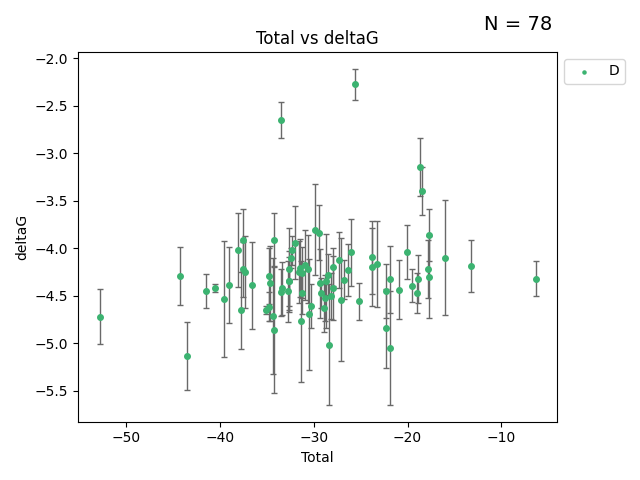 N = 78
Total vs deltaG
D
−2.0
−2.5
−3.0
−3.5
−4.0
−4.5
−5.0
−5.5
deltaG
−50 −40 −30 −20 −10
Total